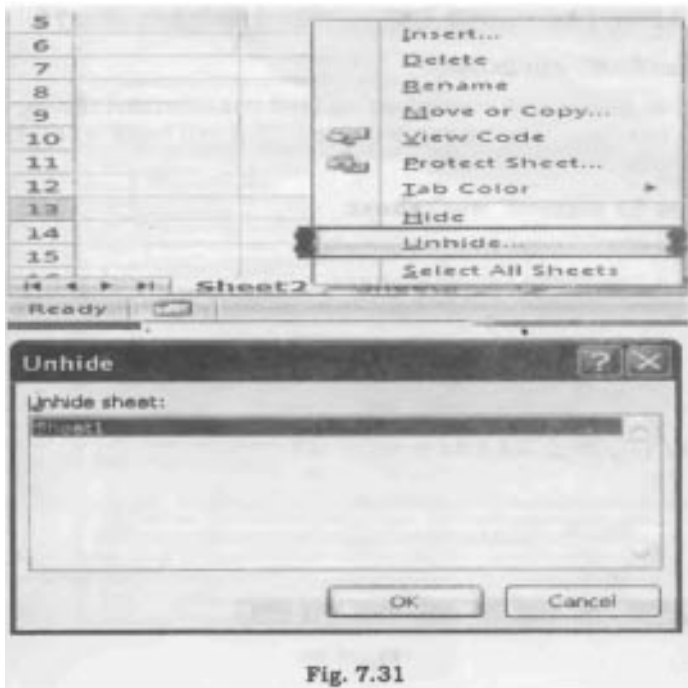 5
6
7
8
9
10
11
12
13
14
15
Insert...
Delete
Rename
Move or Copy...
View Code
Protect Sheet...
Tab Color
Hide
Unhide...
Select All Sheets
Sheet2
Ready
Unhide
Unhide sheet:
Sheet1
OK
Cancel
Fig. 7.31